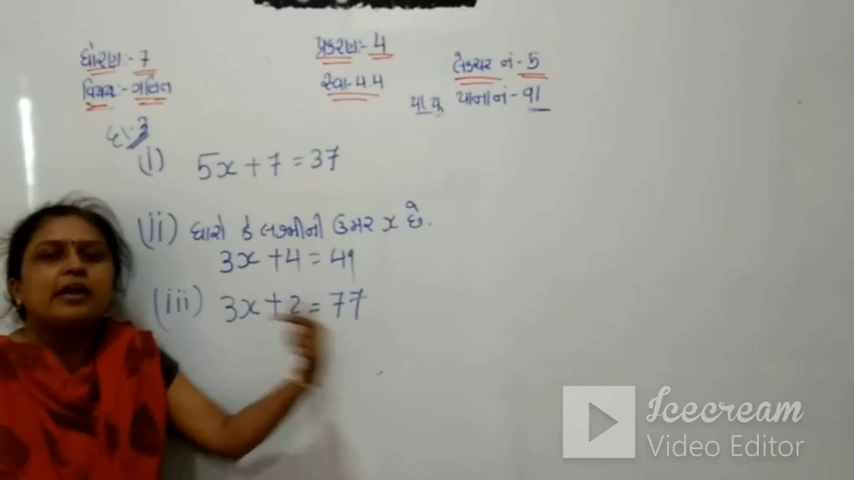 ધોરણ:- 7
પ્રકરણ:- 4
લેક્ચર નં - 5
વિષય:- ગણિત
સ્વા-4.4
પા.પુ પાના નં - 91
દા:3
(i) 5x + 7 = 37
(ii) ધારો કે લક્ષ્મીની ઉંમર x છે.
3x + 4 = 49
(iii) 3x + 2 = 77
Icecream
Video Editor